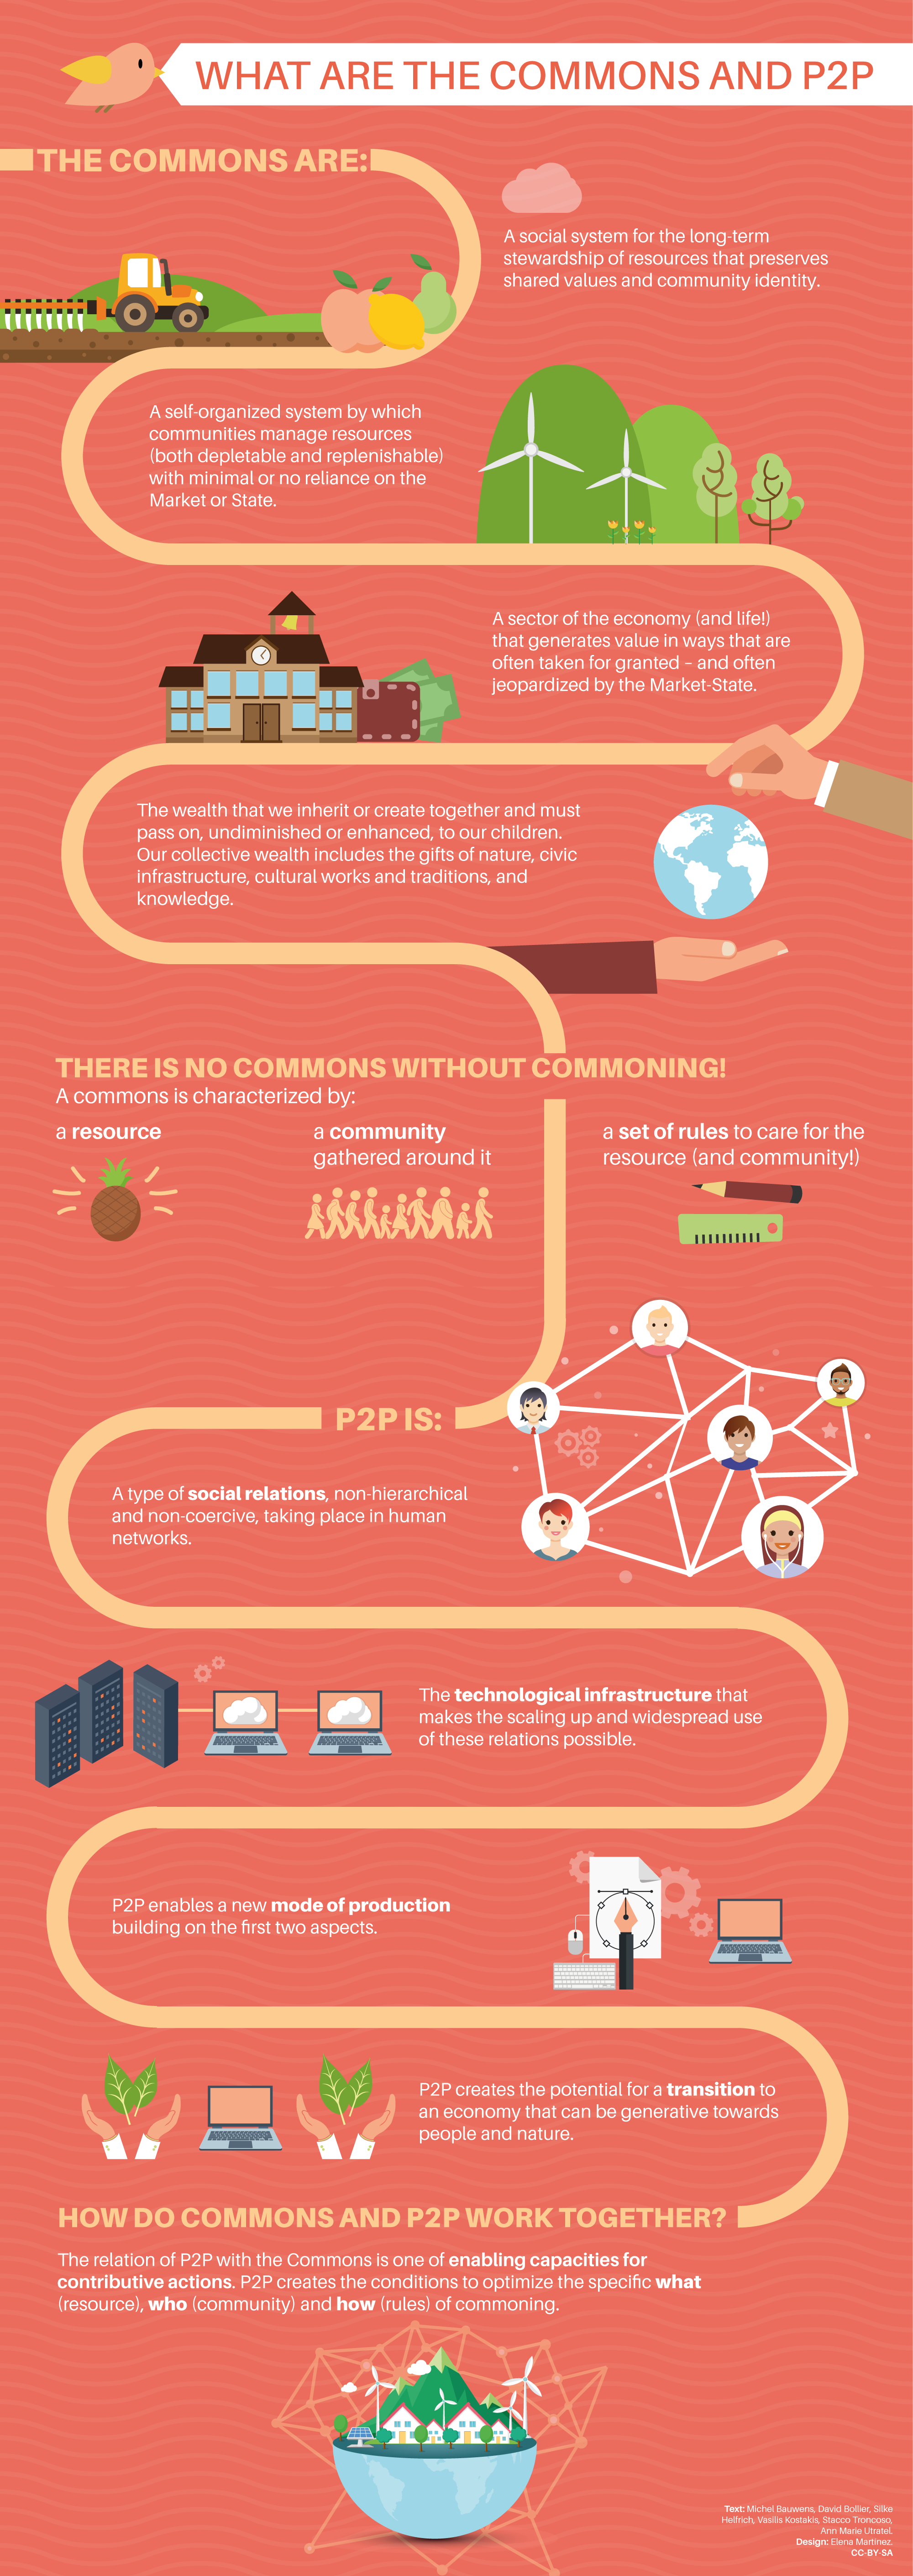 WHAT ARE THE COMMONS AND P2P
THE COMMONS ARE:
A social system for the long-term
stewardship of resources that preserves
shared values and community identity.
A self-organized system by which
communities manage resources
(both depletable and replenishable)
with minimal or no reliance on the
Market or State.
A sector of the economy (and life!)
that generates value in ways that are
often taken for granted – and often
jeopardized by the Market-State.
The wealth that we inherit or create together and must
pass on, undiminished or enhanced, to our children.
Our collective wealth includes the gifts of nature, civic
infrastructure, cultural works and traditions, and
knowledge.
THERE IS NO COMMONS WITHOUT COMMONING!
A commons is characterized by:
a resource
a community
gathered around it
a set of rules to care for the
resource (and community!)
P2P IS:
A type of social relations, non-hierarchical
and non-coercive, taking place in human
networks.
The technological infrastructure that
makes the scaling up and widespread use
of these relations possible.
P2P enables a new mode of production
building on the first two aspects.
P2P creates the potential for a transition to
an economy that can be generative towards
people and nature.
HOW DO COMMONS AND P2P WORK TOGETHER?
The relation of P2P with the Commons is one of enabling capacities for
contributive actions. P2P creates the conditions to optimize the specific what
(resource), who (community) and how (rules) of commoning.
Text: Michel Bauwens, David Bollier, Silke
Helfrich, Vasilis Kostakis, Stacco Troncoso,
Ann Marie Utratel.
Design: Elena Martínez.
CC-BY-SA